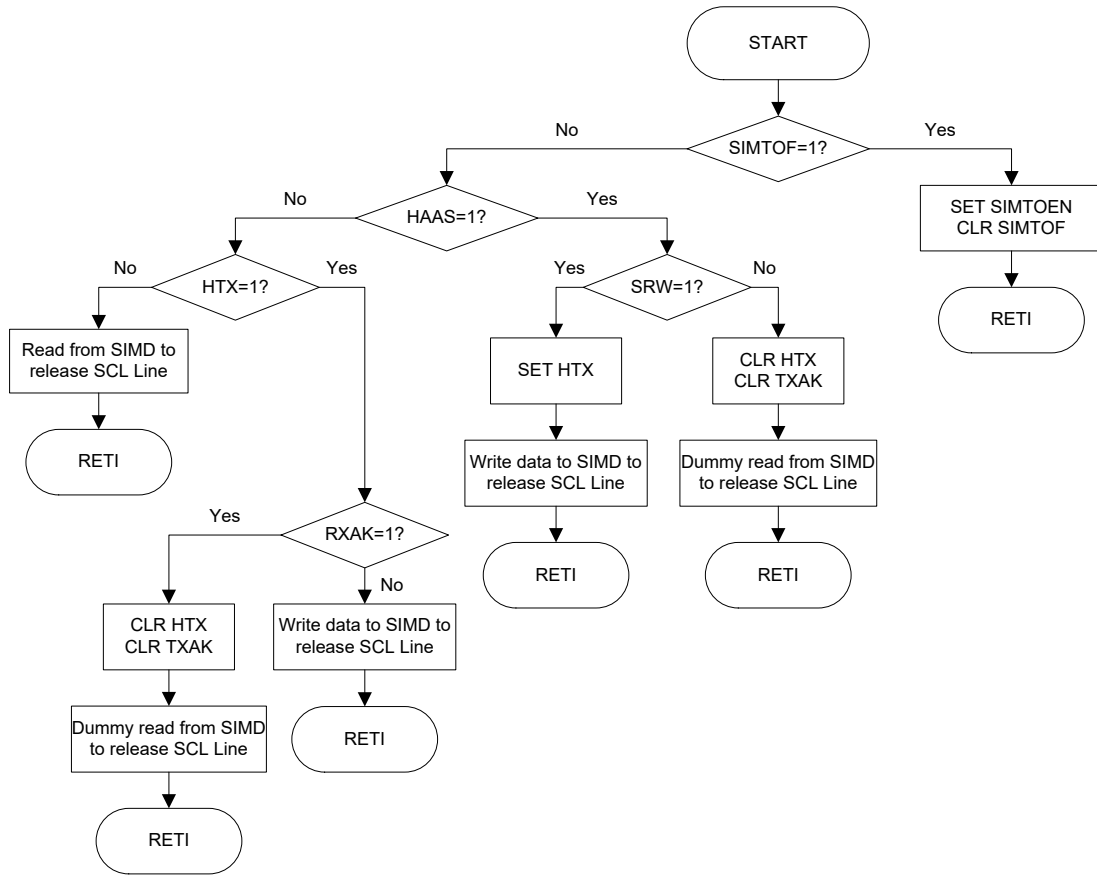 START
No
Yes
SIMTOF=1?
No
HAAS=1?
Yes
SET SIMTOEN
CLR SIMTOF
No
HTX=1?
Yes
Yes
SRW=1?
No
RETI
Read from SIMD to
release SCL Line
SET HTX
CLR HTX
CLR TXAK
RETI
Write data to SIMD to
release SCL Line
Dummy read from SIMD
to release SCL Line
Yes
RXAK=1?
RETI
RETI
No
CLR HTX
CLR TXAK
Write data to SIMD to
release SCL Line
Dummy read from SIMD
to release SCL Line
RETI
RETI